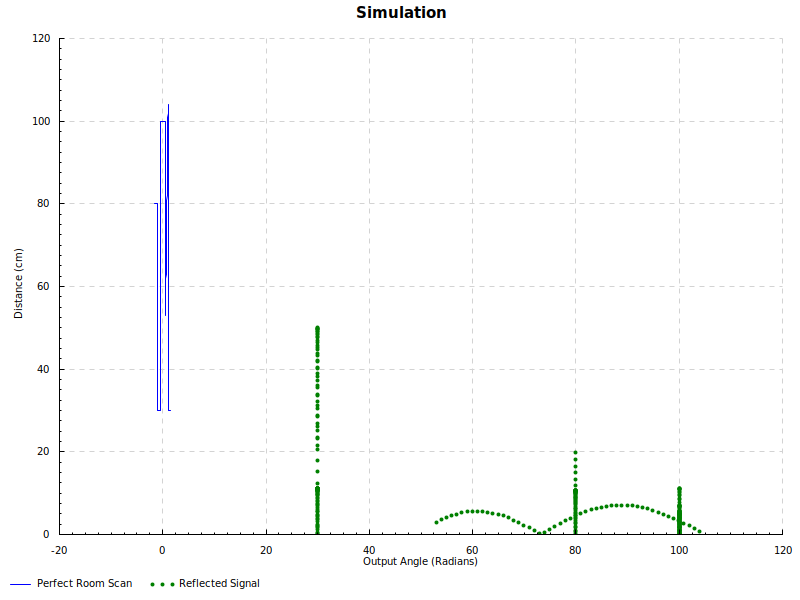 Simulation
120
100
80
60
40
20
0
Distance (cm)
-20 0 20 40 60 80 100 120
Output Angle (Radians)
Perfect Room Scan Reflected Signal